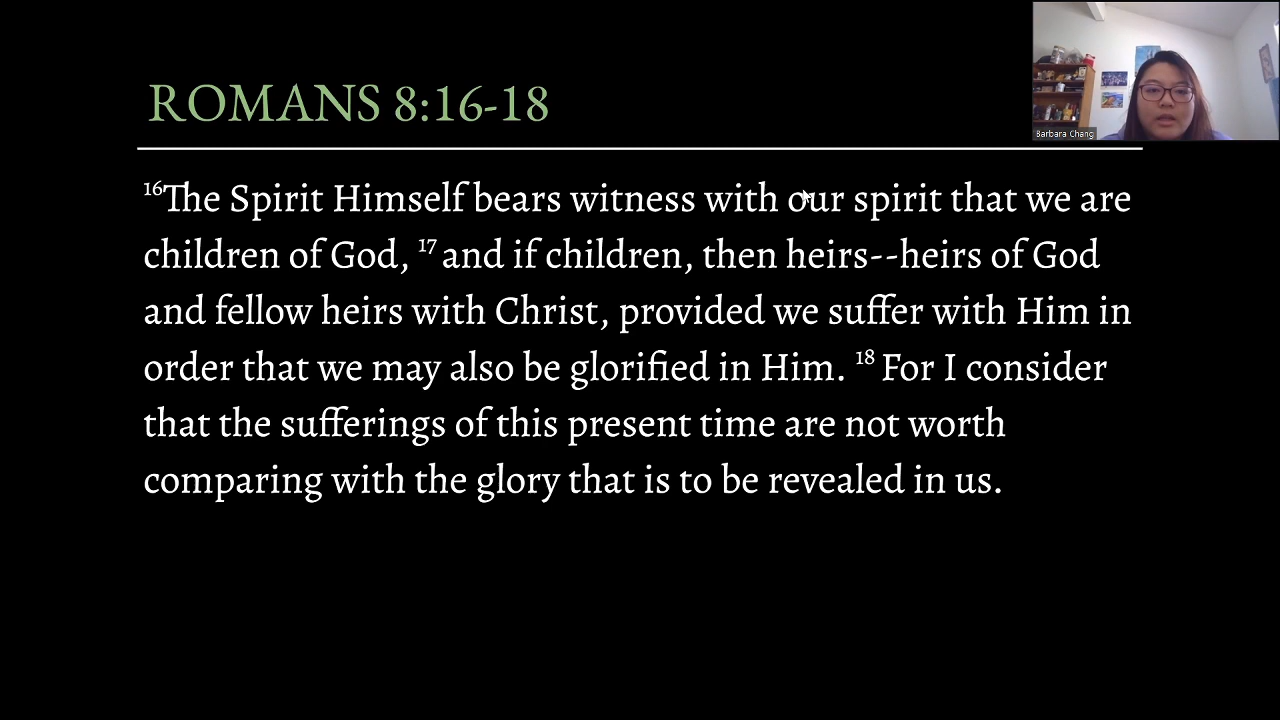 ROMANS 8:16-18
Barbara Chang
16The Spirit Himself bears witness with our spirit that we are
children of God, 17 and if children, then heirs--heirs of God
and fellow heirs with Christ, provided we suffer with Him in
order that we may also be glorified in Him. 18 For I consider
that the sufferings of this present time are not worth
comparing with the glory that is to be revealed in us.